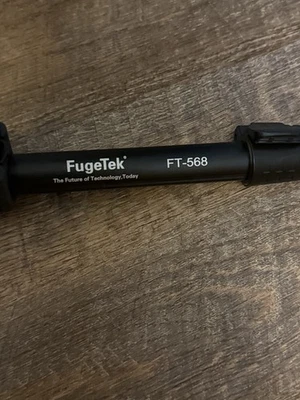 FugeTek® FT-568
The Future of Technology,Today